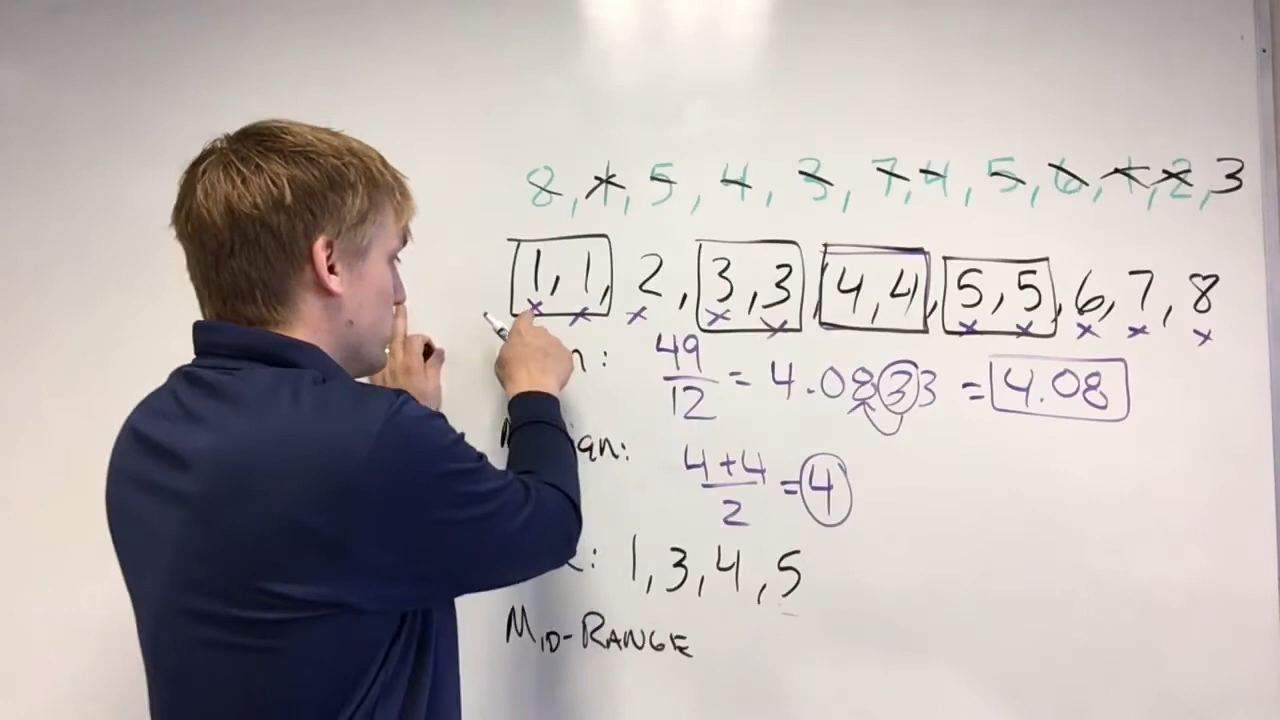 8, 1, 5, 4, 3, 7, 4, 5, 6, 1, 2, 3
1, 1, 2, 3, 3, 4, 4, 5, 5, 6, 7, 8
: 49/12 = 4.0833 = 4.08
: 4+4/2 = 4
: 1, 3, 4, 5
MID-RANGE